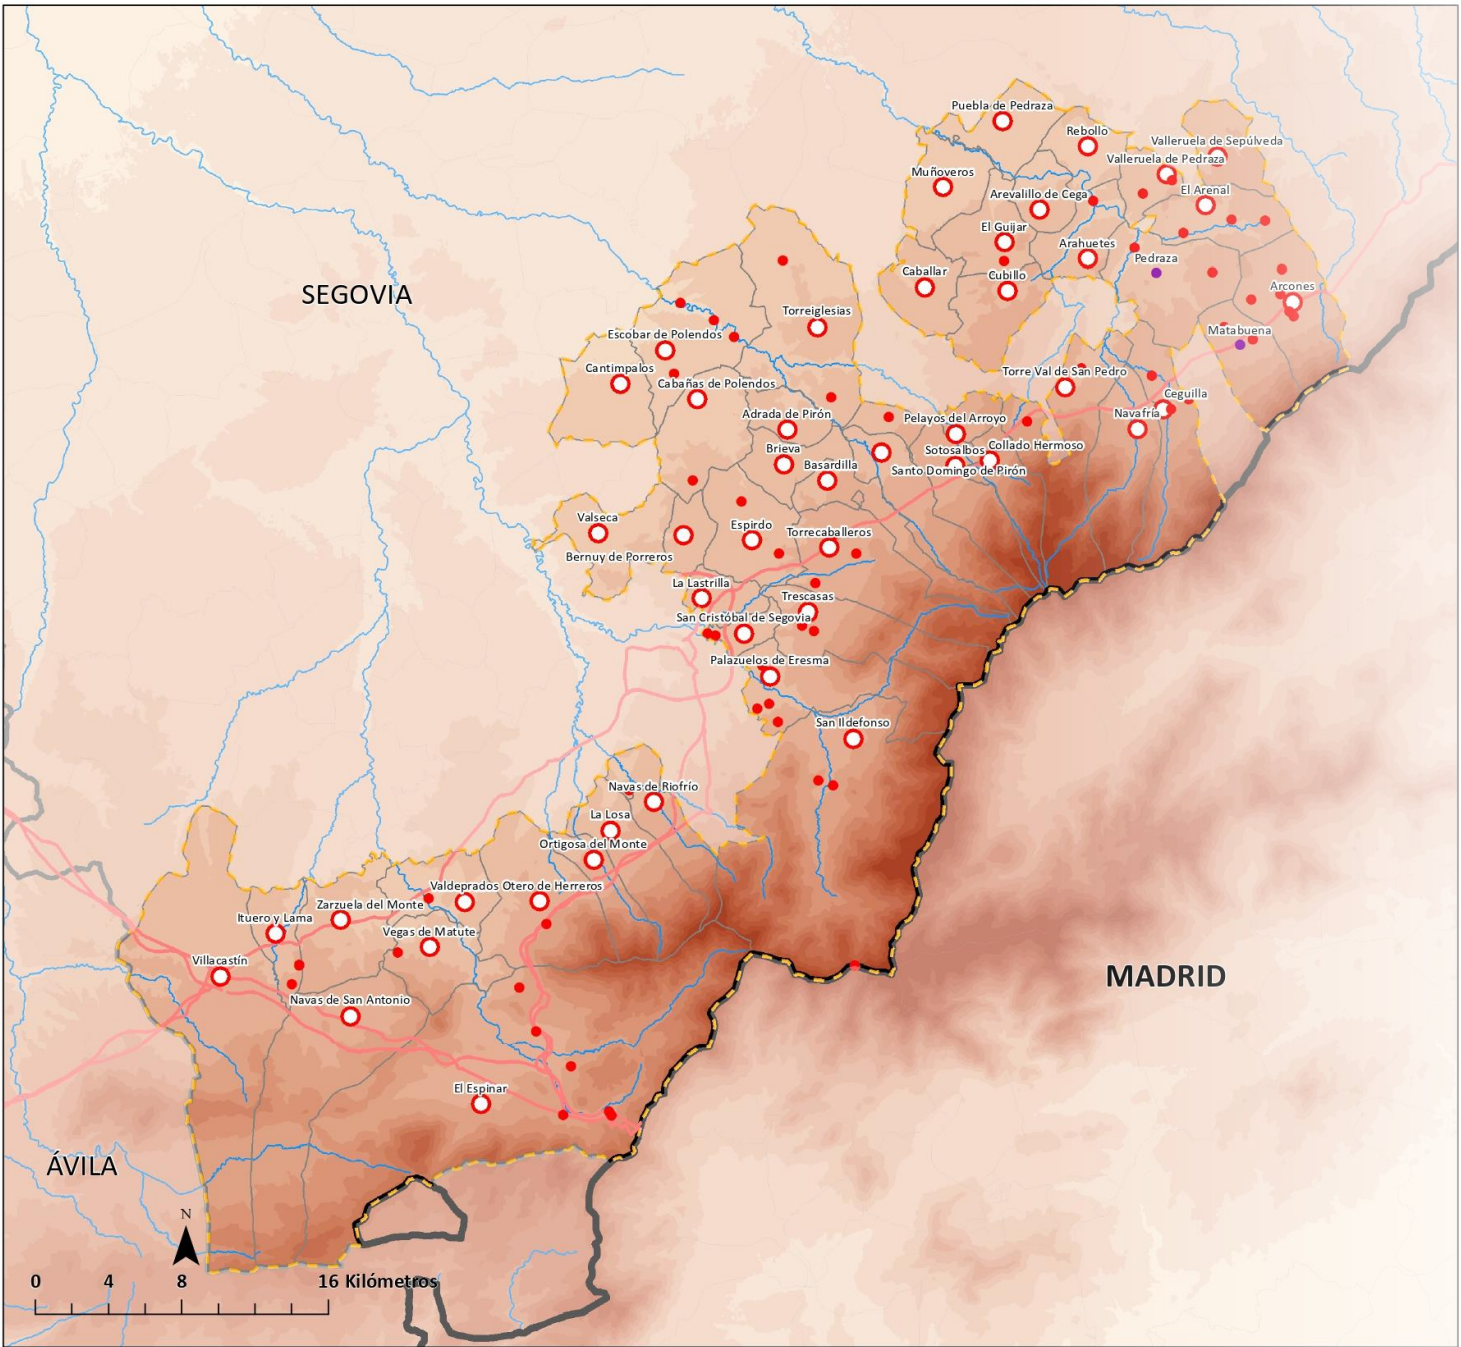 Puebla de Pedraza
Rebollo
Valleruela de Sepúlveda
Valleruela de Pedraza
Muñoveros
Arevalillo de Cega
El Arenal
El Guijar
Arahuetes
Pedraza
Caballar
Cubillo
Arcones
SEGOVIA
Torreiglesias
Matabuena
Escobar de Polendos
Cantimpalos
Torre Val de San Pedro
Cabañas de Polendos
Ceguilla
Adrada de Pirón
Pelayos del Arroyo
Navafría
Brieva
Sotosalbos
Collado Hermoso
Basardilla
Santo Domingo de Pirón
Valseca
Espirdo
Torrecaballeros
Bernuy de Porreros
La Lastrilla
Trescasas
San Cristóbal de Segovia
Palazuelos de Eresma
San Ildefonso
Navas de Riofrío
La Losa
Ortigosa del Monte
Valdeprados
Otero de Herreros
Zarzuela del Monte
Ituero y Lama
Vegas de Matute
Villacastín
MADRID
Navas de San Antonio
El Espinar
ÁVILA
N
0 4 8 16 Kilómetros